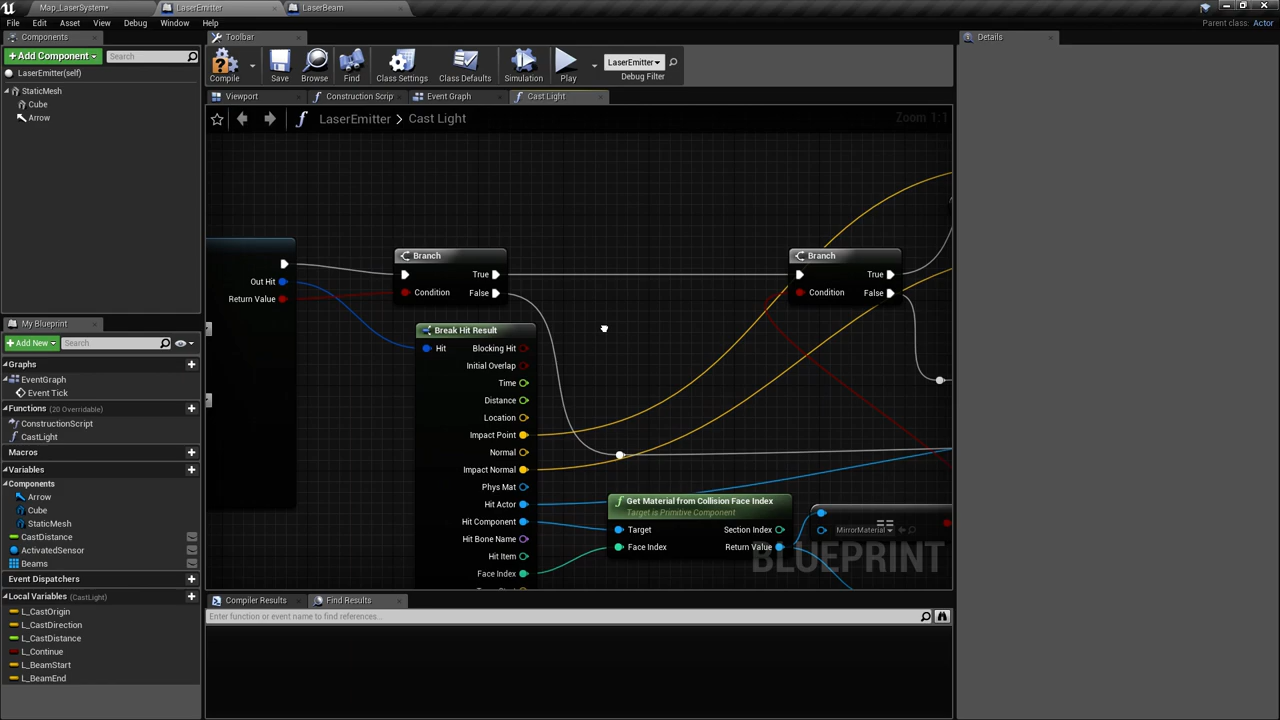 Map_LaserSystem*
LaserEmitter
LaserBeam
File Edit Asset View Debug Window Help
Parent class: Actor
Components
Toolbar
Details
Add Component
Search
Compile
Save
Browse
Find
Class Settings
Class Defaults
Simulation
Play
LaserEmitter
Debug Filter
LaserEmitter(self)
StaticMesh
Cube
Arrow
Viewport
Construction Scrip
Event Graph
Cast Light
LaserEmitter > Cast Light
Zoom 1:1
Branch
True
Condition
False
Branch
True
Condition
False
Out Hit
Return Value
Break Hit Result
Hit
Blocking Hit
Initial Overlap
Time
Distance
Location
Impact Point
Normal
Impact Normal
Phys Mat
Hit Actor
Hit Component
Hit Bone Name
Hit Item
Face Index
Get Material from Collision Face Index
Target is Primitive Component
Target
Section Index
Face Index
Return Value
==
MirrorMaterial
BLUEPRINT
My Blueprint
Add New
Search
Graphs
EventGraph
Event Tick
Functions (20 Overridable)
ConstructionScript
CastLight
Macros
Variables
Components
Arrow
Cube
StaticMesh
CastDistance
ActivatedSensor
Beams
Event Dispatchers
Local Variables (CastLight)
L_CastOrigin
L_CastDirection
L_CastDistance
L_Continue
L_BeamStart
L_BeamEnd
Compiler Results
Find Results
Enter function or event name to find references...